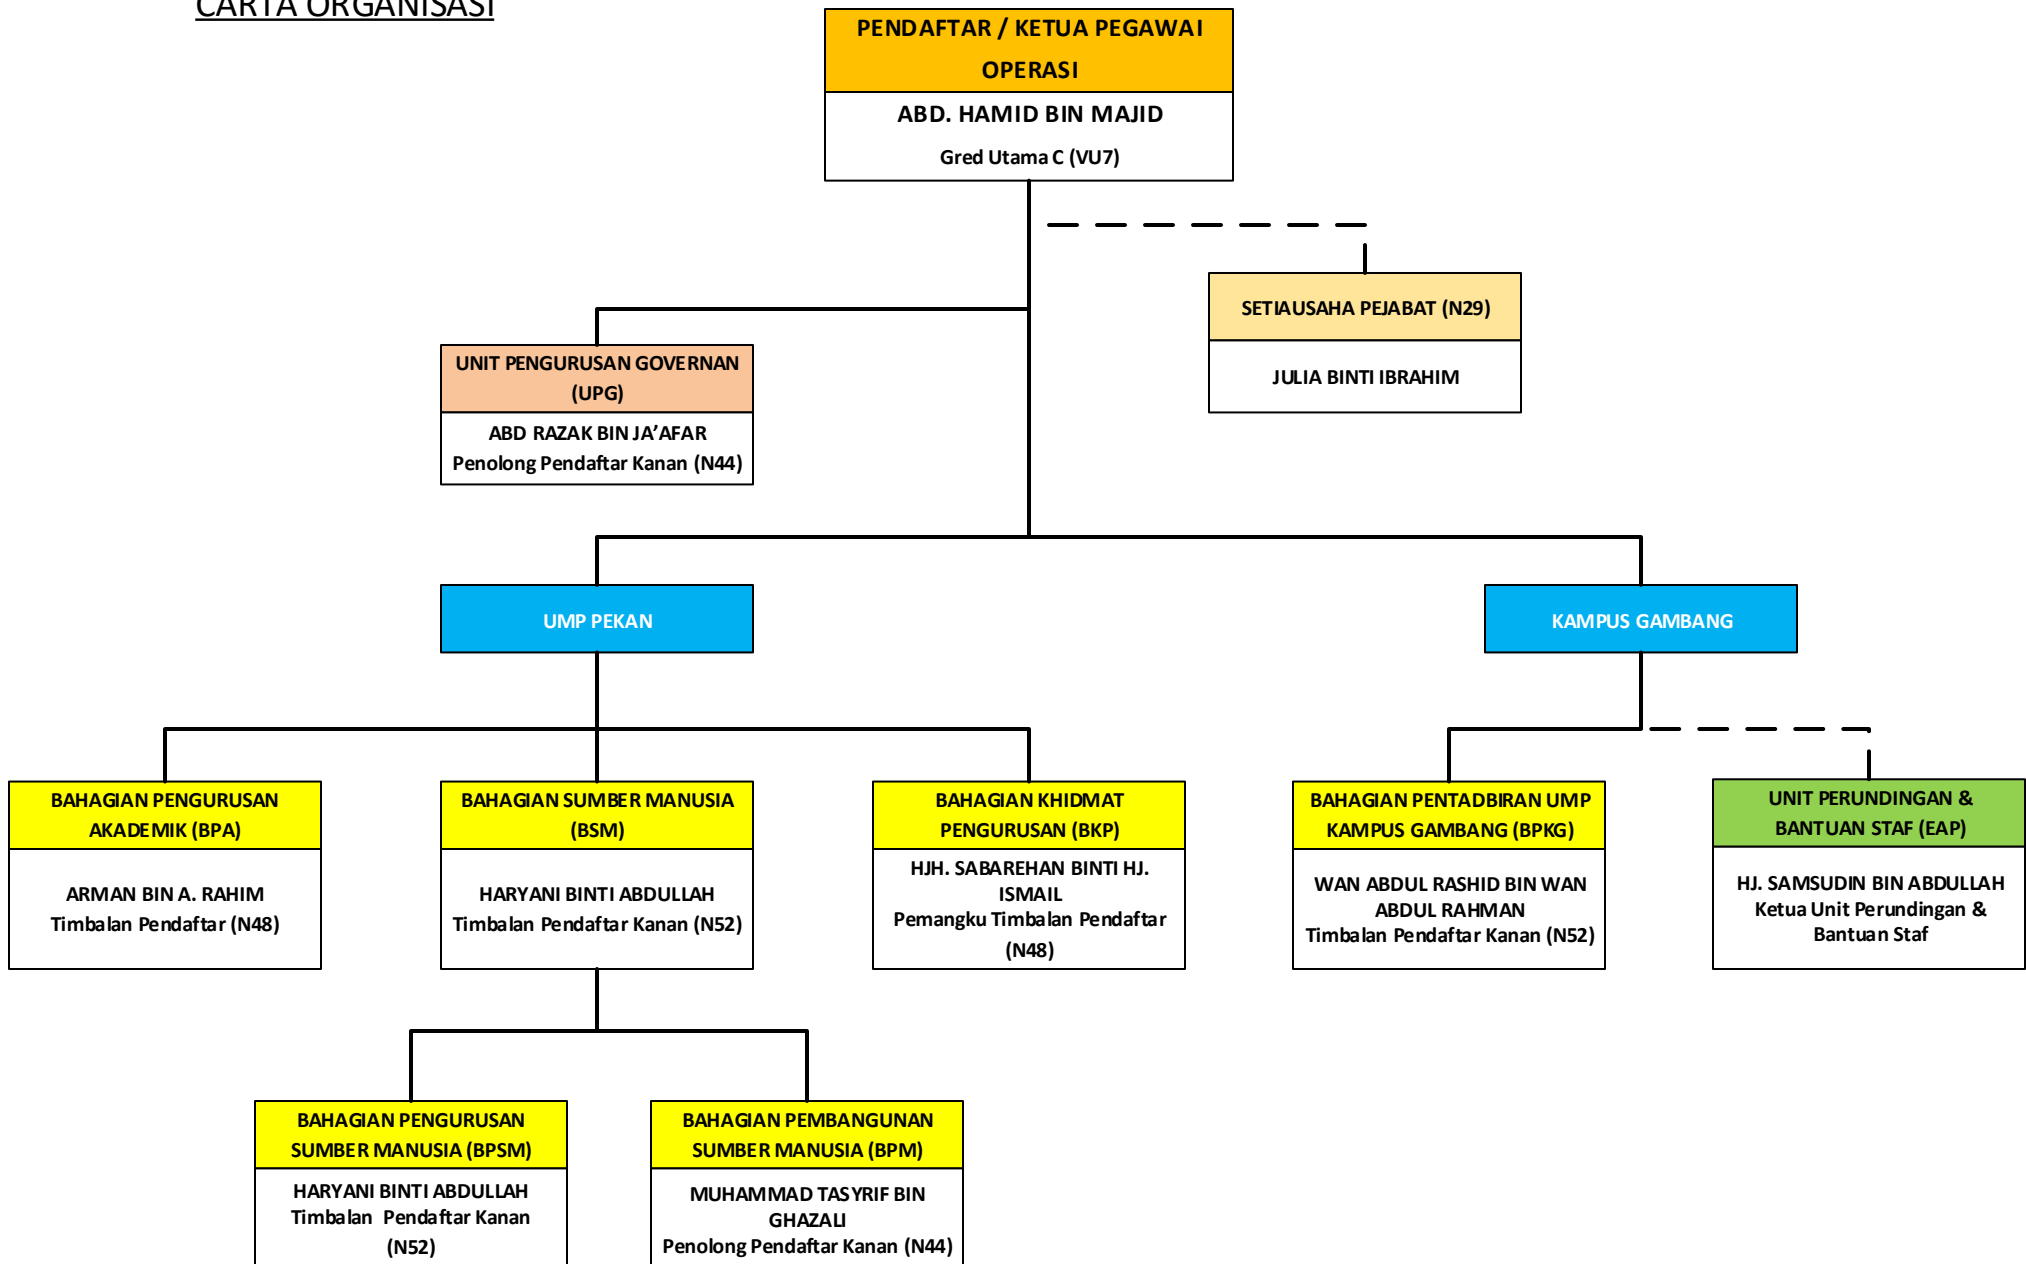 CARTA ORGANISASI
PENDAFTAR / KETUA PEGAWAI
OPERASI
ABD. HAMID BIN MAJID
Gred Utama C (VU7)
SETIAUSAHA PEJABAT (N29)
JULIA BINTI IBRAHIM
UNIT PENGURUSAN GOVERNAN
(UPG)
ABD RAZAK BIN JA’AFAR
Penolong Pendaftar Kanan (N44)
UMP PEKAN
KAMPUS GAMBANG
BAHAGIAN PENGURUSAN
AKADEMIK (BPA)
ARMAN BIN A. RAHIM
Timbalan Pendaftar (N48)
BAHAGIAN SUMBER MANUSIA
(BSM)
HARYANI BINTI ABDULLAH
Timbalan Pendaftar Kanan (N52)
BAHAGIAN KHIDMAT
PENGURUSAN (BKP)
HJH. SABAREHAN BINTI HJ.
ISMAIL
Pemangku Timbalan Pendaftar
(N48)
BAHAGIAN PENTADBIRAN UMP
KAMPUS GAMBANG (BPKG)
WAN ABDUL RASHID BIN WAN
ABDUL RAHMAN
Timbalan Pendaftar Kanan (N52)
UNIT PERUNDINGAN &
BANTUAN STAF (EAP)
HJ. SAMSUDIN BIN ABDULLAH
Ketua Unit Perundingan &
Bantuan Staf
BAHAGIAN PENGURUSAN
SUMBER MANUSIA (BPSM)
HARYANI BINTI ABDULLAH
Timbalan Pendaftar Kanan
(N52)
BAHAGIAN PEMBANGUNAN
SUMBER MANUSIA (BPM)
MUHAMMAD TASYRIF BIN
GHAZALI
Penolong Pendaftar Kanan (N44)